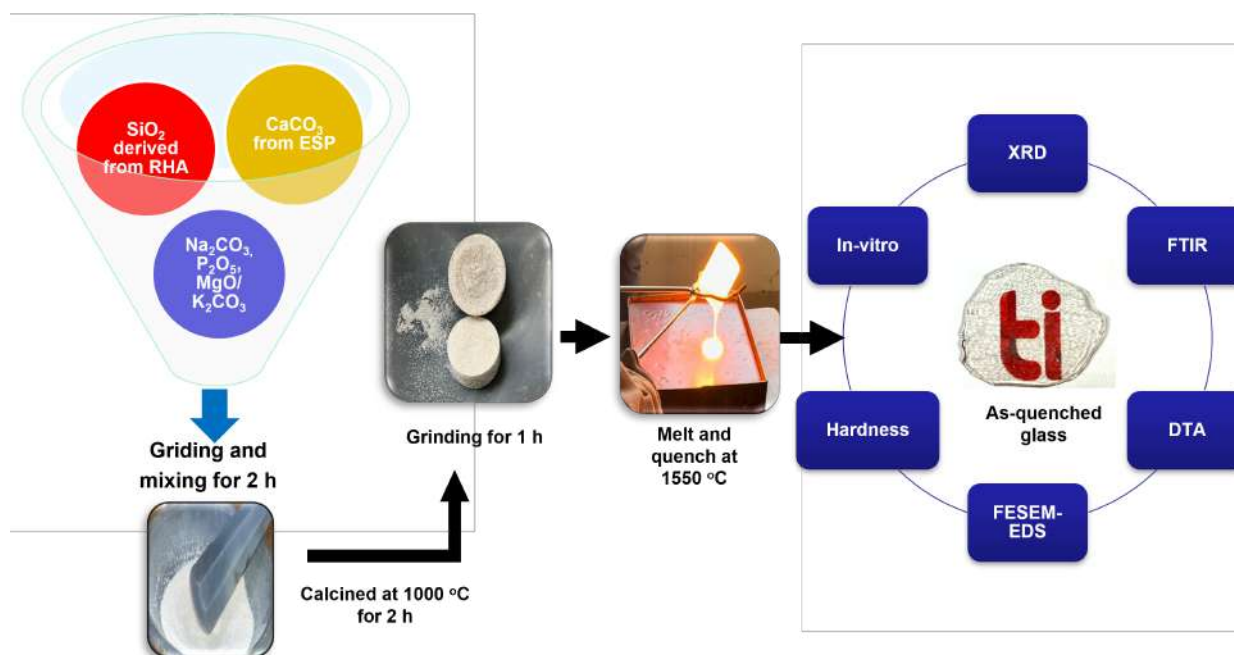 SiO₂
derived
from RHA
CaCO₃
from ESP
Na₂CO₃,
P₂O₅,
MgO/
K₂CO₃
Griding and
mixing for 2 h
Calcined at 1000 °C
for 2 h
Grinding for 1 h
Melt and
quench at
1550 °C
XRD
FTIR
DTA
FESEM-
EDS
Hardness
In-vitro
ti
As-quenched
glass